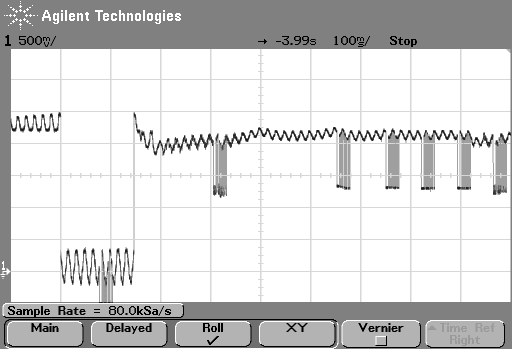 Agilent Technologies
1 500mV/ → -3.99s 100ms/ Stop
1
Sample Rate = 80.0kSa/s
Main Delayed Roll XY Vernier Time Ref
✓ Right